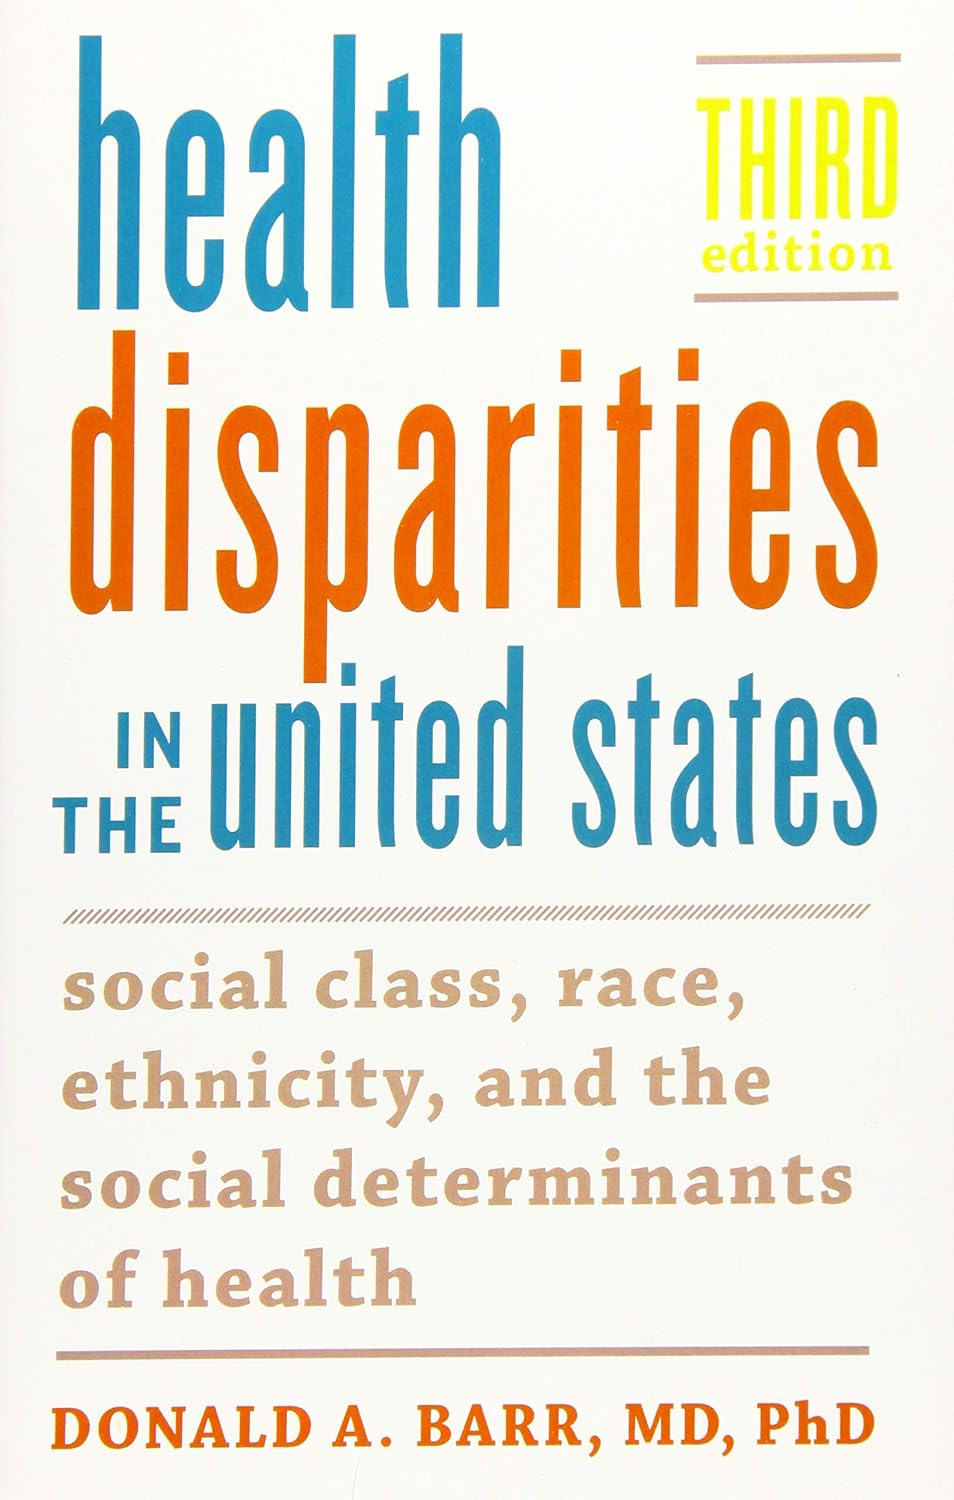 health
THIRD
edition
disparities
IN
THE
united states
social class, race,
ethnicity, and the
social determinants
of health
DONALD A. BARR, MD, PhD